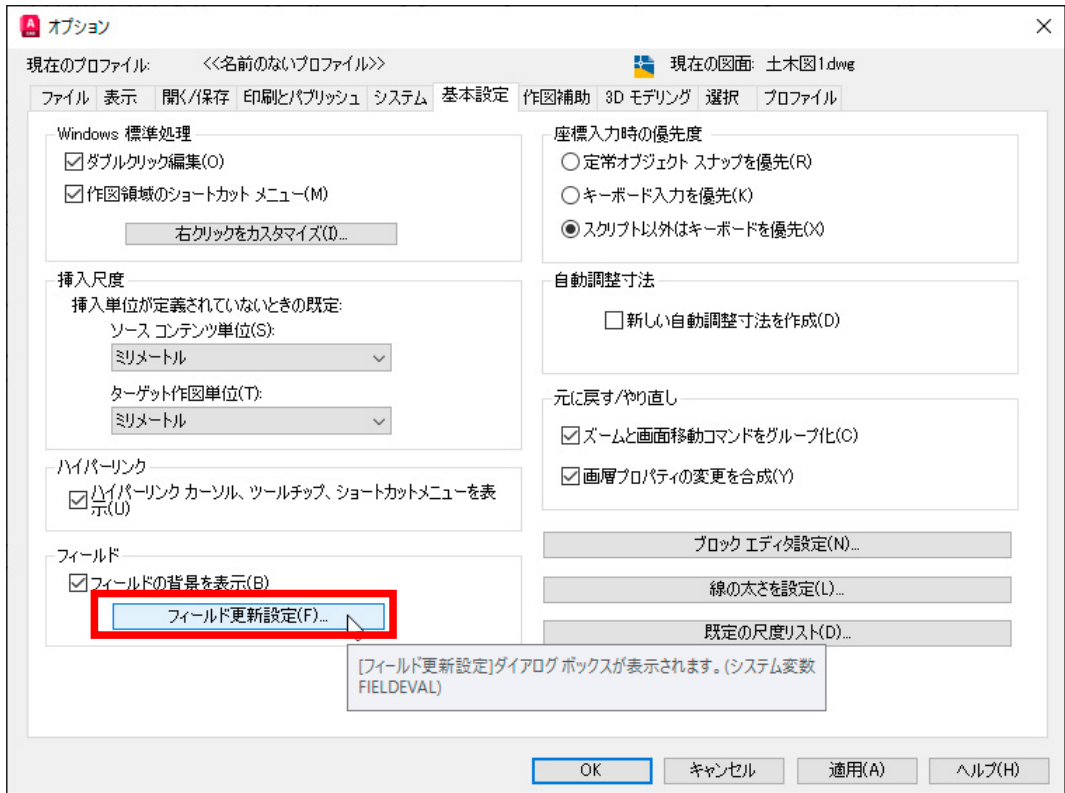 オプション
現在のプロファイル: <<名前のないプロファイル>> 現在の図面: 土木図1.dwg
ファイル 表示 開く/保存 印刷とパブリッシュ システム 基本設定 作図補助 3D モデリング 選択 プロファイル
Windows 標準処理
ダブルクリック編集(O)
作図領域のショートカット メニュー(M)
右クリックをカスタマイズ(I)...
挿入尺度
挿入単位が定義されていないときの既定:
ソース コンテンツ単位(S):
ミリメートル
ターゲット作図単位(T):
ミリメートル
ハイパーリンク
ハイパーリンク カーソル、ツールチップ、ショートカットメニューを表
示(U)
フィールド
フィールドの背景を表示(B)
フィールド更新設定(F)...
座標入力時の優先度
定常オブジェクト スナップを優先(R)
キーボード入力を優先(K)
スクリプト以外はキーボードを優先(X)
自動調整寸法
新しい自動調整寸法を作成(D)
元に戻す/やり直し
ズームと画面移動コマンドをグループ化(C)
画層プロパティの変更を合成(Y)
ブロック エディタ設定(N)...
線の太さを設定(L)...
既定の尺度リスト(D)...
[フィールド更新設定]ダイアログ ボックスが表示されます。(システム変数
FIELDEVAL)
OK キャンセル 適用(A) ヘルプ(H)